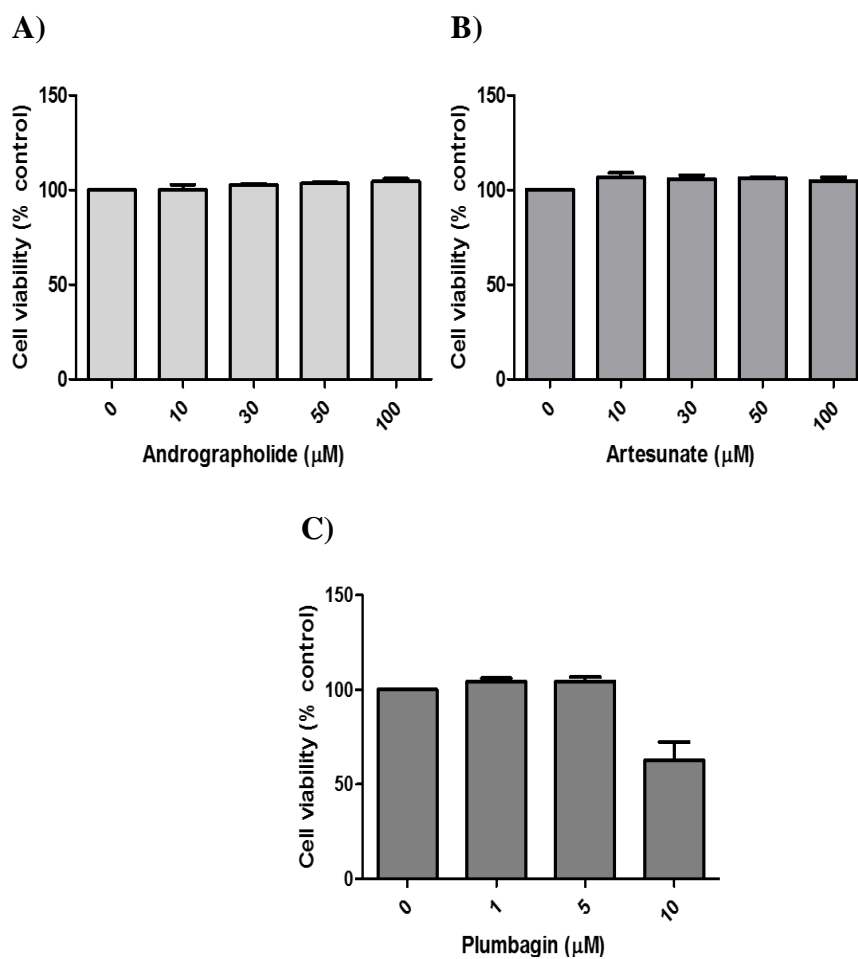 A)
Cell viability (% control)
150
100
50
0
0 10 30 50 100
Andrographolide (μM)
B)
Cell viability (% control)
150
100
50
0
0 10 30 50 100
Artesunate (μM)
C)
Cell viability (% control)
150
100
50
0
0 1 5 10
Plumbagin (μM)